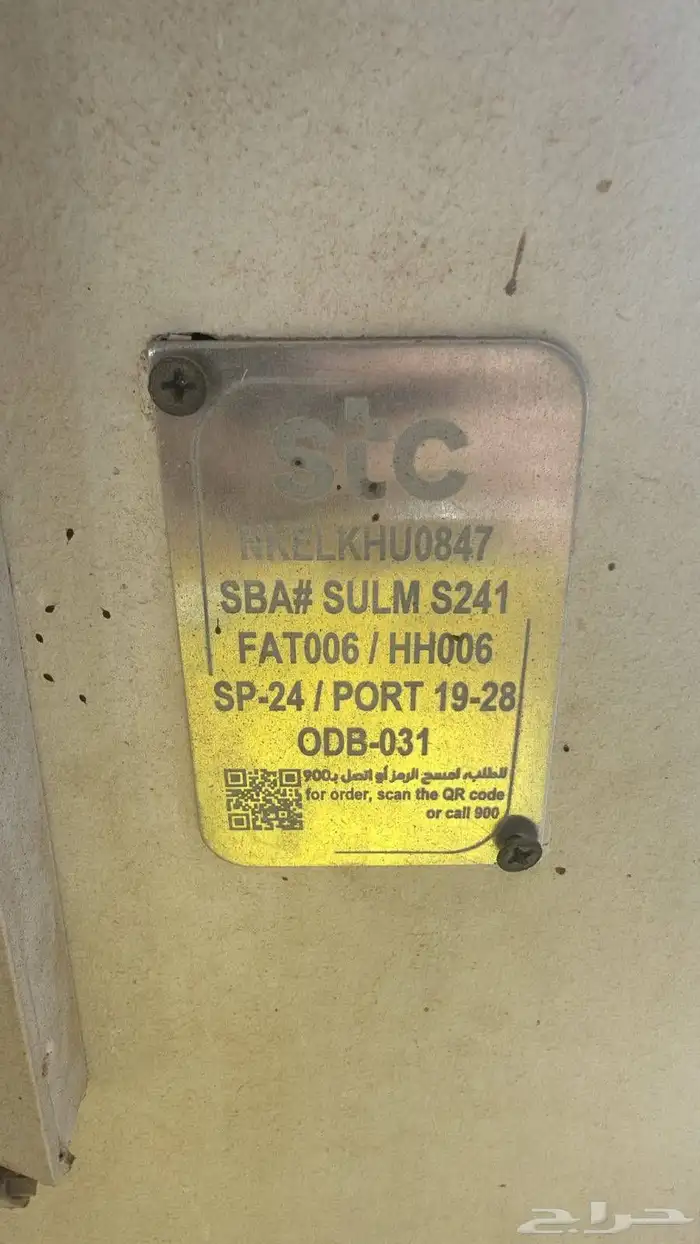 stc
NKELKHU0847
SBA# SULM S241
FAT006 / HH006
SP-24 / PORT 19-28
ODB-031
للطلب، امسح الرمز أو اتصل بـ900
for order, scan the QR code
or call 900
حراج